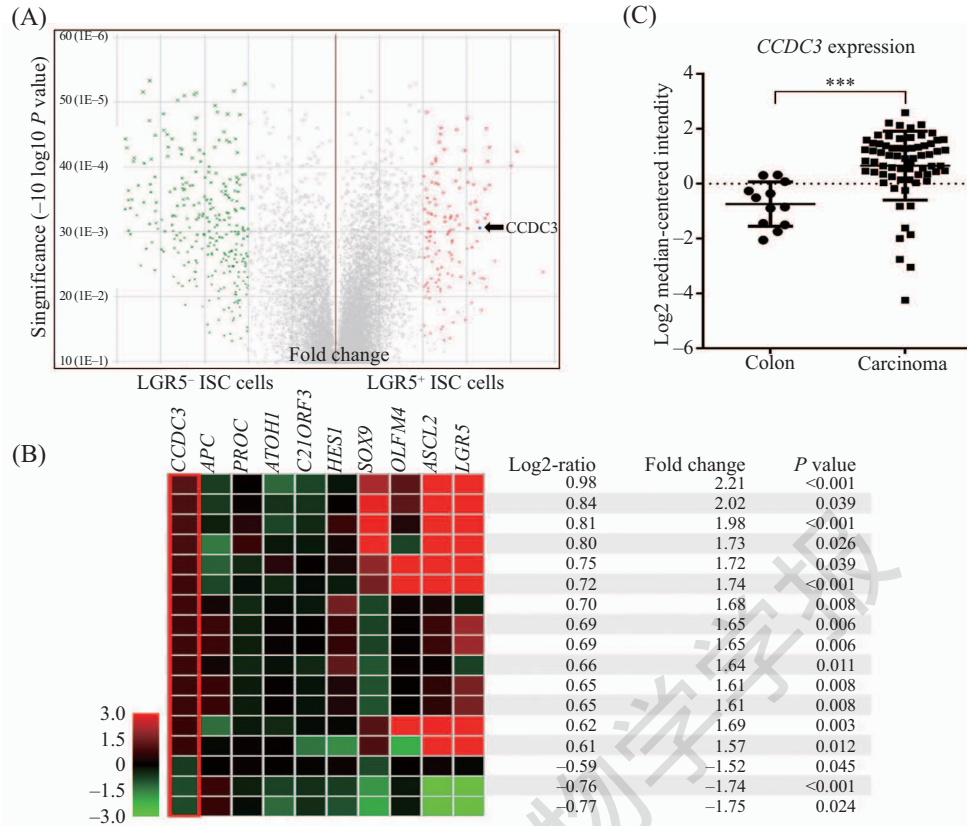 (A)
Singnificance (−10 log10 P value)
60(1E−6)
50(1E−5)
40(1E−4)
30(1E−3)
20(1E−2)
10(1E−1)
CCDC3
Fold change
LGR5− ISC cells
LGR5+ ISC cells
(C)
CCDC3 expression
***
Log2 median-centered intendity
4
2
0
−2
−4
−6
Colon
Carcinoma
(B)
CCDC3
APC
PROC
ATOH1
C21ORF3
HES1
SOX9
OLFM4
ASCL2
LGR5
3.0
1.5
0
−1.5
−3.0
Log2-ratio Fold change P value
0.98 2.21 <0.001
0.84 2.02 0.039
0.81 1.98 <0.001
0.80 1.73 0.026
0.75 1.72 0.039
0.72 1.74 <0.001
0.70 1.68 0.008
0.69 1.65 0.006
0.69 1.65 0.006
0.66 1.64 0.011
0.65 1.61 0.008
0.65 1.61 0.008
0.62 1.69 0.003
0.61 1.57 0.012
−0.59 −1.52 0.045
−0.76 −1.74 <0.001
−0.77 −1.75 0.024
物学学报